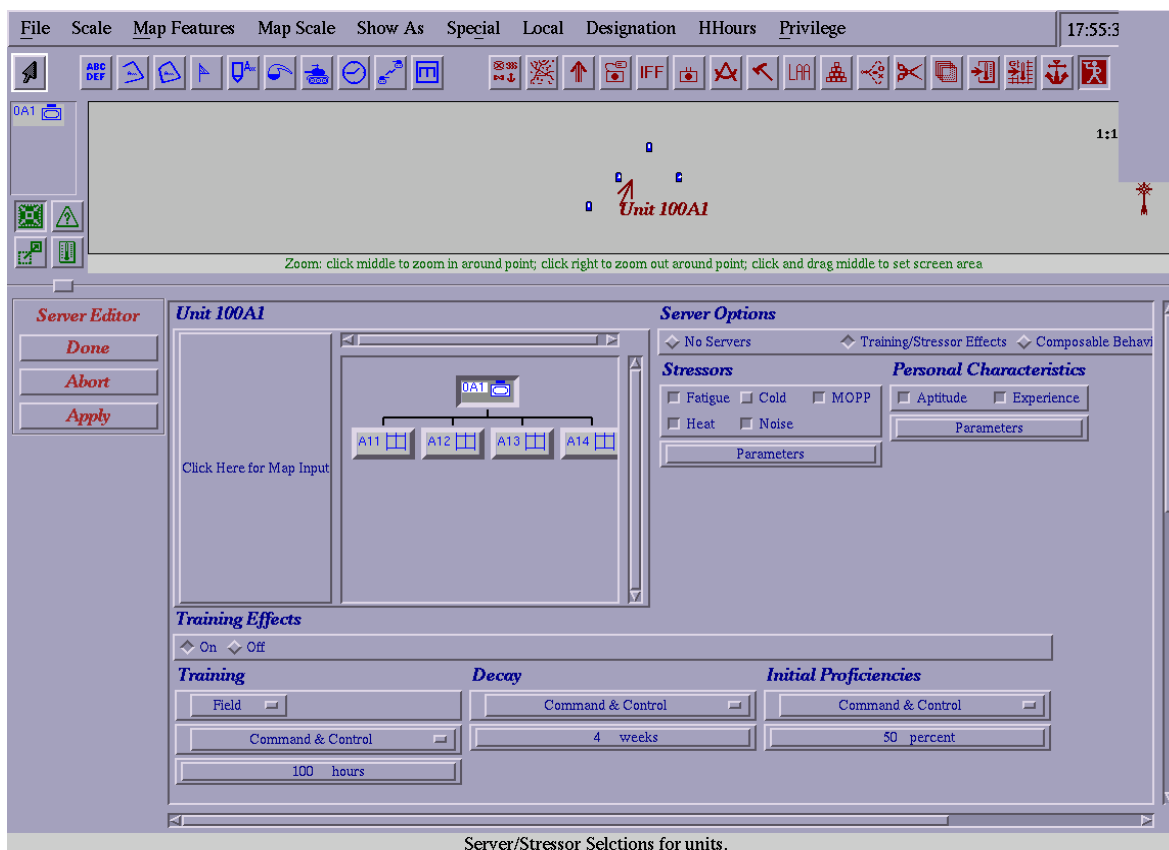 File Scale Map Features Map Scale Show As Special Local Designation HHours Privilege 17:55:3
ABC
DEF
IFF
LAA
0A1
1:1
Unit 100A1
Zoom: click middle to zoom in around point; click right to zoom out around point; click and drag middle to set screen area
Server Editor
Done
Abort
Apply
Unit 100A1
Click Here for Map Input
0A1
A11 A12 A13 A14
Server Options
No Servers Training/Stressor Effects Composable Behavi
Stressors
Fatigue Cold MOPP
Heat Noise
Parameters
Personal Characteristics
Aptitude Experience
Parameters
Training Effects
On Off
Training
Field
Command & Control
100 hours
Decay
Command & Control
4 weeks
Initial Proficiencies
Command & Control
50 percent
Server/Stressor Selctions for units.